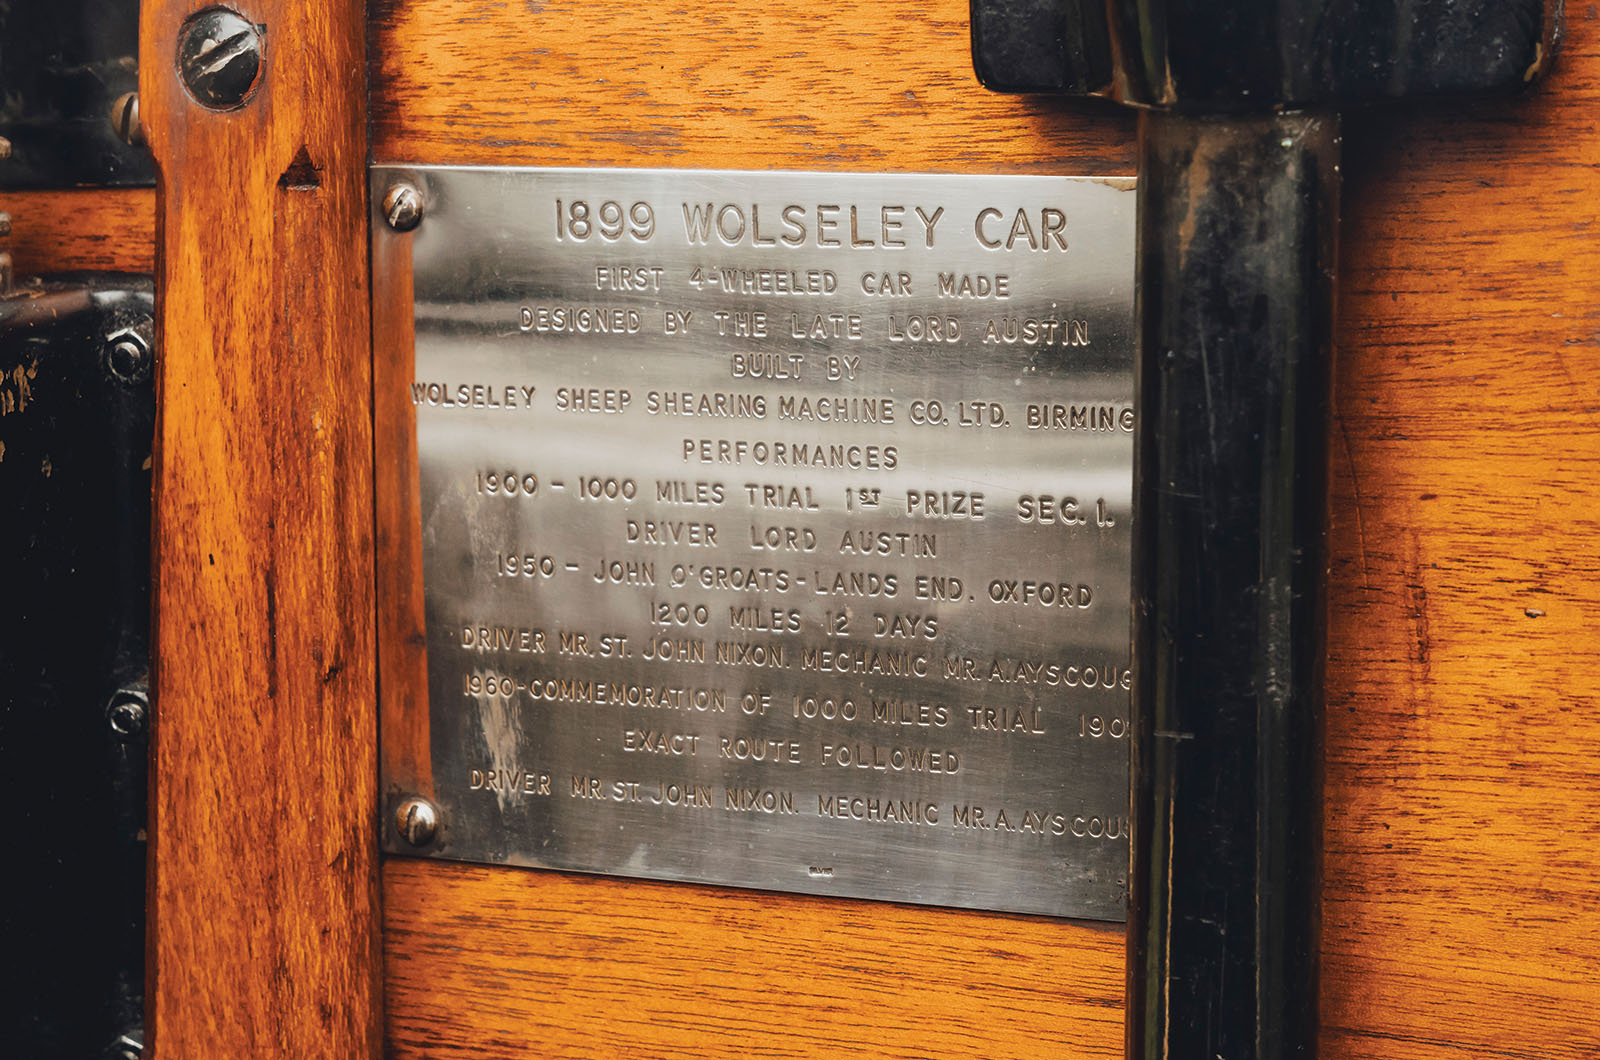 1899 WOLSELEY CAR
FIRST 4-WHEELED CAR MADE
DESIGNED BY THE LATE LORD AUSTIN
BUILT BY
WOLSELEY SHEEP SHEARING MACHINE CO. LTD. BIRMING
PERFORMANCES
1900 - 1000 MILES TRIAL 1ST PRIZE SEC. 1.
DRIVER LORD AUSTIN
1950 - JOHN O'GROATS - LANDS END. OXFORD
1200 MILES 12 DAYS
DRIVER MR. ST. JOHN NIXON. MECHANIC MR. A. AYSCOUG
1960 - COMMEMORATION OF 1000 MILES TRIAL 190
EXACT ROUTE FOLLOWED
DRIVER MR. ST. JOHN NIXON. MECHANIC MR. A. AYSCOU